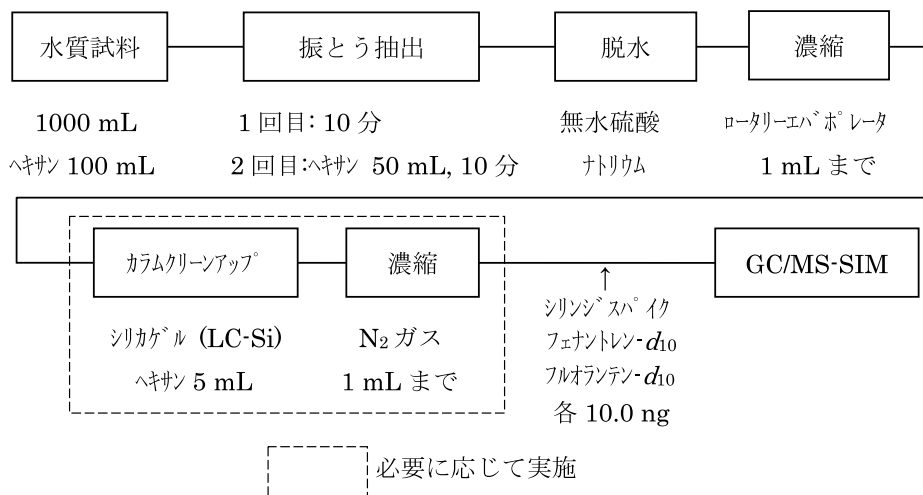 水質試料 振とう抽出 脱水 濃縮
1000 mL 1回目: 10分 無水硫酸 ロータリーエバポレータ
ヘキサン 100 mL 2回目:ヘキサン 50 mL, 10分 ナトリウム 1 mL まで
カラムクリーンアップ 濃縮 GC/MS-SIM
シリカゲル (LC-Si) N₂ガス シリンジスパイク
ヘキサン 5 mL 1 mL まで フェナントレン-d₁₀
フルオランテン-d₁₀
各 10.0 ng
必要に応じて実施